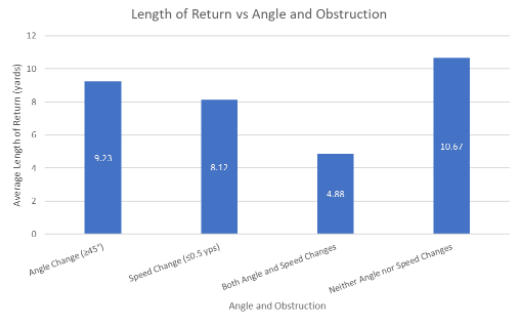 Length of Return vs Angle and Obstruction
Average Length of Return (yards)
12
10
8
6
4
2
0
9.23
8.12
4.88
10.67
Angle Change (≥45°)
Speed Change (≤0.5 yps)
Both Angle and Speed Changes
Neither Angle nor Speed Changes
Angle and Obstruction